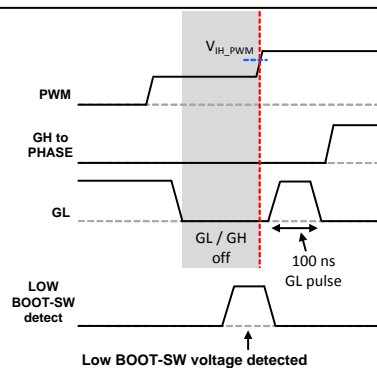 V_IH_PWM
PWM
GH to
PHASE
GL
GL / GH
off
100 ns
GL pulse
LOW
BOOT-SW
detect
Low BOOT-SW voltage detected